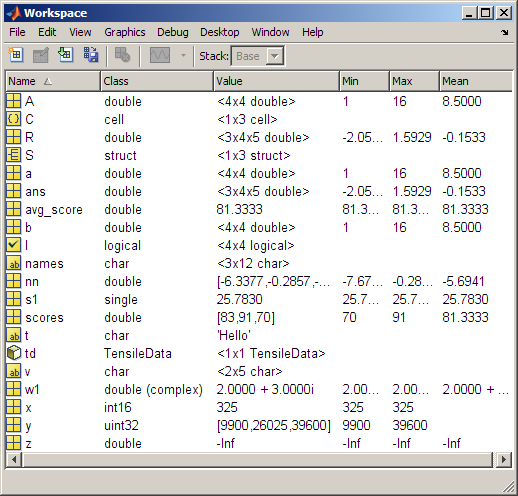 Workspace
File Edit View Graphics Debug Desktop Window Help
Stack: Base
Name Class Value Min Max Mean
A double <4x4 double> 1 16 8.5000
C cell <1x3 cell>
R double <3x4x5 double> -2.05... 1.5929 -0.1533
S struct <1x3 struct>
a double <4x4 double> 1 16 8.5000
ans double <3x4x5 double> -2.05... 1.5929 -0.1533
avg_score double 81.3333 81.3... 81.3... 81.3333
b double <4x4 double> 1 16 8.5000
l logical <4x4 logical>
names char <3x12 char>
nn double [-6.3377,-0.2857,-... -7.67... -0.28... -5.6941
s1 single 25.7830 25.7... 25.7... 25.7830
scores double [83,91,70] 70 91 81.3333
t char 'Hello'
td TensileData <1x1 TensileData>
v char <2x5 char>
w1 double (complex) 2.0000 + 3.0000i 2.00... 2.00... 2.0000 + ...
x int16 325 325 325
y uint32 [9900,26025,39600] 9900 39600
z double -Inf -Inf -Inf -Inf